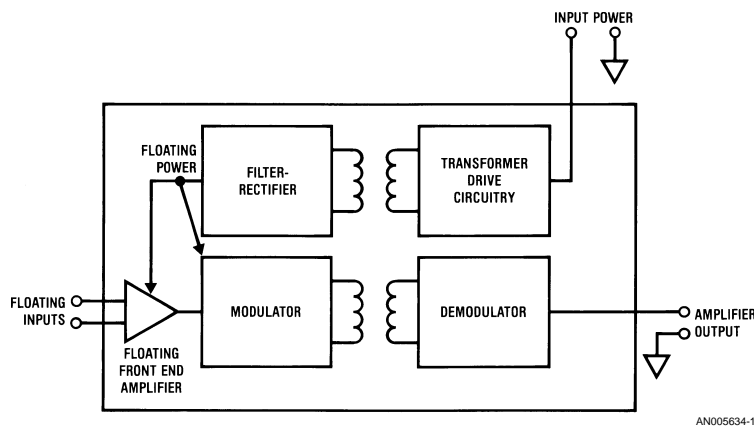 INPUT POWER
FLOATING
POWER
FILTER-
RECTIFIER
TRANSFORMER
DRIVE
CIRCUITRY
FLOATING
INPUTS
MODULATOR
DEMODULATOR
AMPLIFIER
OUTPUT
FLOATING
FRONT END
AMPLIFIER
AN005634-1